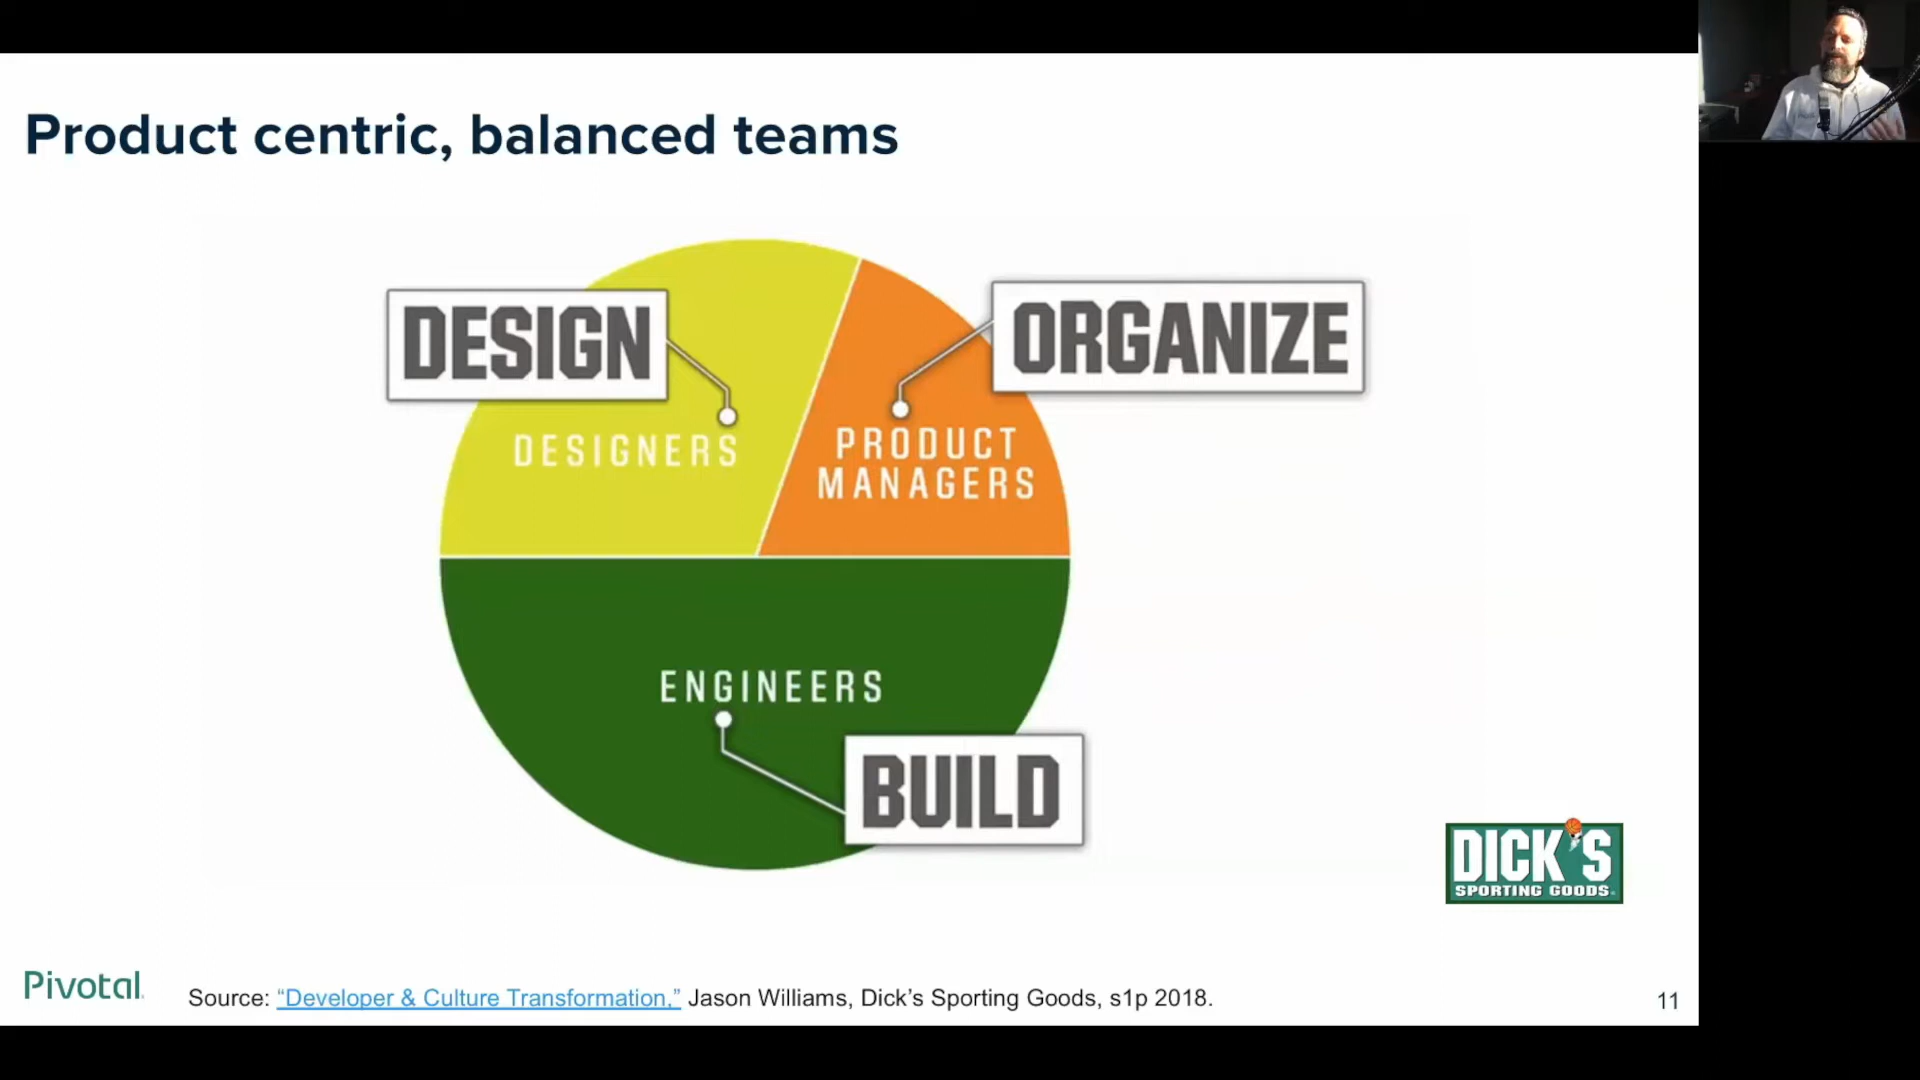 Product centric, balanced teams
DESIGN
ORGANIZE
DESIGNERS
PRODUCT
MANAGERS
ENGINEERS
BUILD
DICK'S
SPORTING GOODS
Pivotal
Source: “Developer & Culture Transformation,” Jason Williams, Dick’s Sporting Goods, s1p 2018.
11